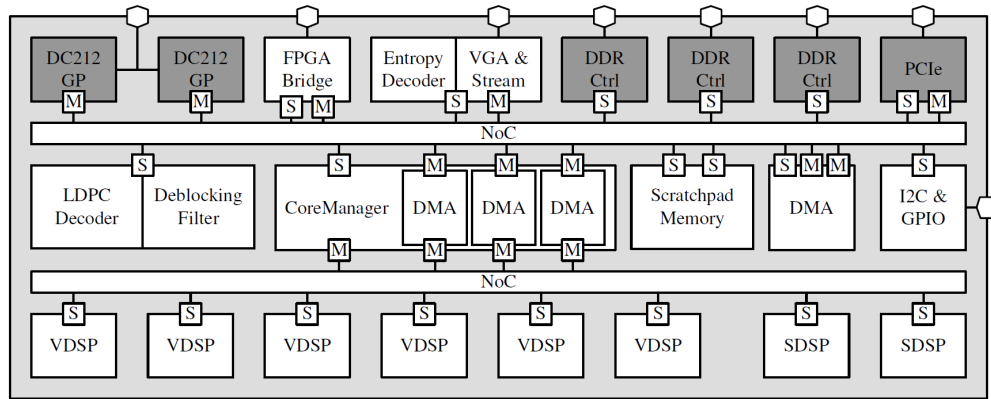 DC212
GP
M
DC212
GP
M
FPGA
Bridge
S
M
Entropy
Decoder
S
VGA &
Stream
M
DDR
Ctrl
S
DDR
Ctrl
S
DDR
Ctrl
S
PCIe
S
M
NoC
S
LDPC
Decoder
Deblocking
Filter
S
CoreManager
M
M
DMA
M
M
DMA
M
M
DMA
M
S
S
Scratchpad
Memory
S
M
M
DMA
S
I2C &
GPIO
NoC
S
VDSP
S
VDSP
S
VDSP
S
VDSP
S
VDSP
S
VDSP
S
SDSP
S
SDSP